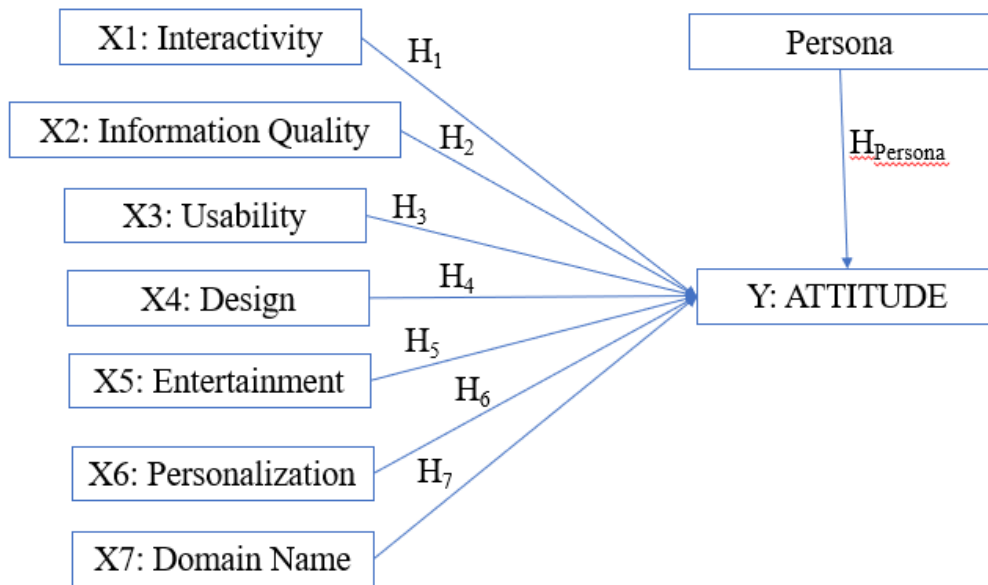 X1: Interactivity
H1
Persona
X2: Information Quality
H2
HPersona
X3: Usability
H3
X4: Design
H4
Y: ATTITUDE
X5: Entertainment
H5
X6: Personalization
H6
X7: Domain Name
H7